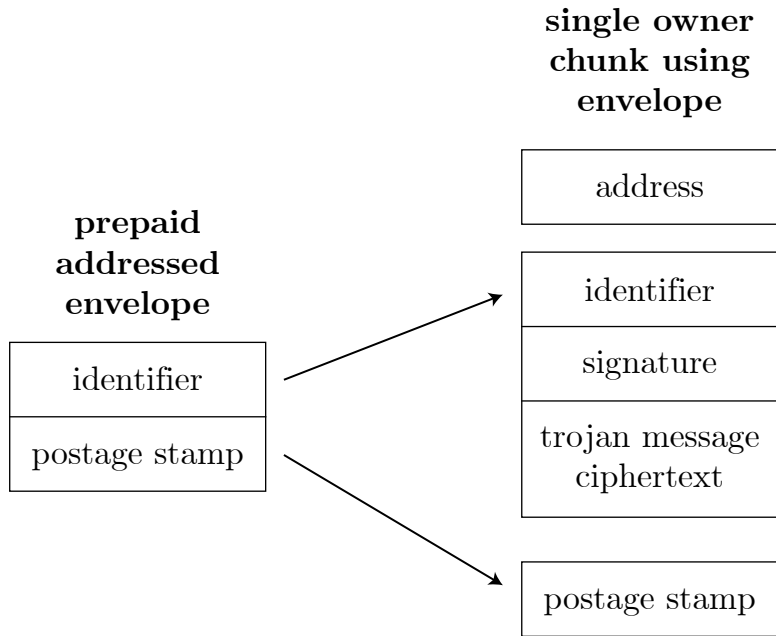 prepaid
addressed
envelope
identifier
postage stamp
single owner
chunk using
envelope
address
identifier
signature
trojan message
ciphertext
postage stamp